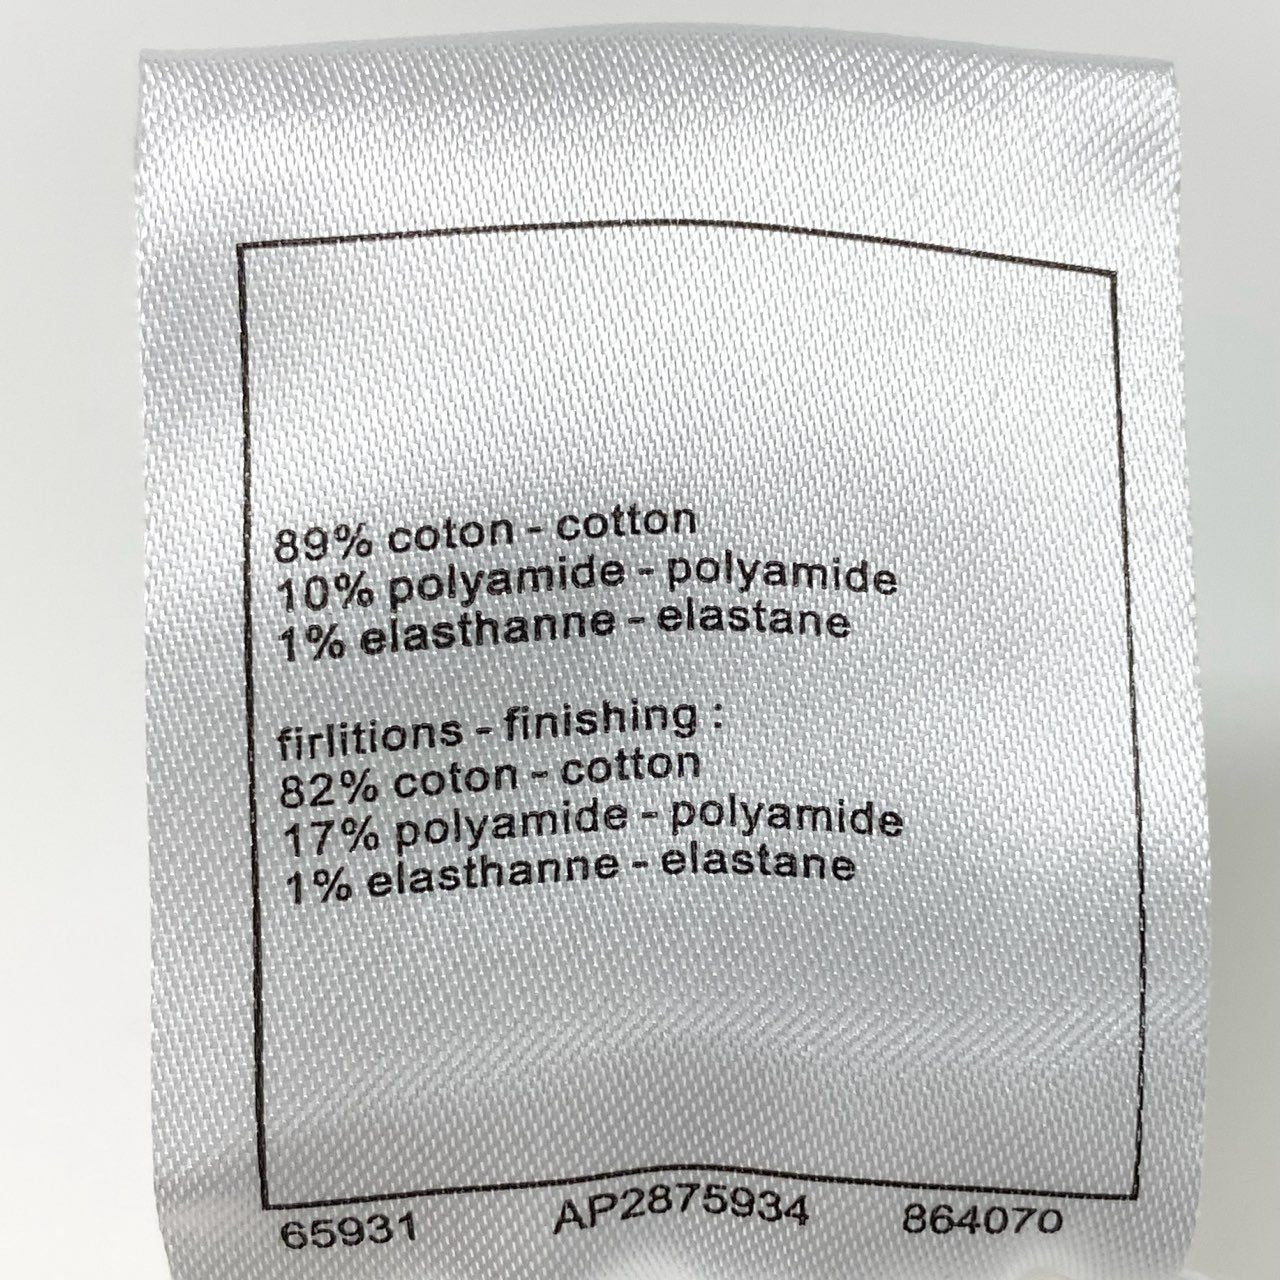 89% coton - cotton
10% polyamide - polyamide
1% elasthanne - elastane
firlitions - finishing :
82% coton - cotton
17% polyamide - polyamide
1% elasthanne - elastane
65931 AP2875934 864070